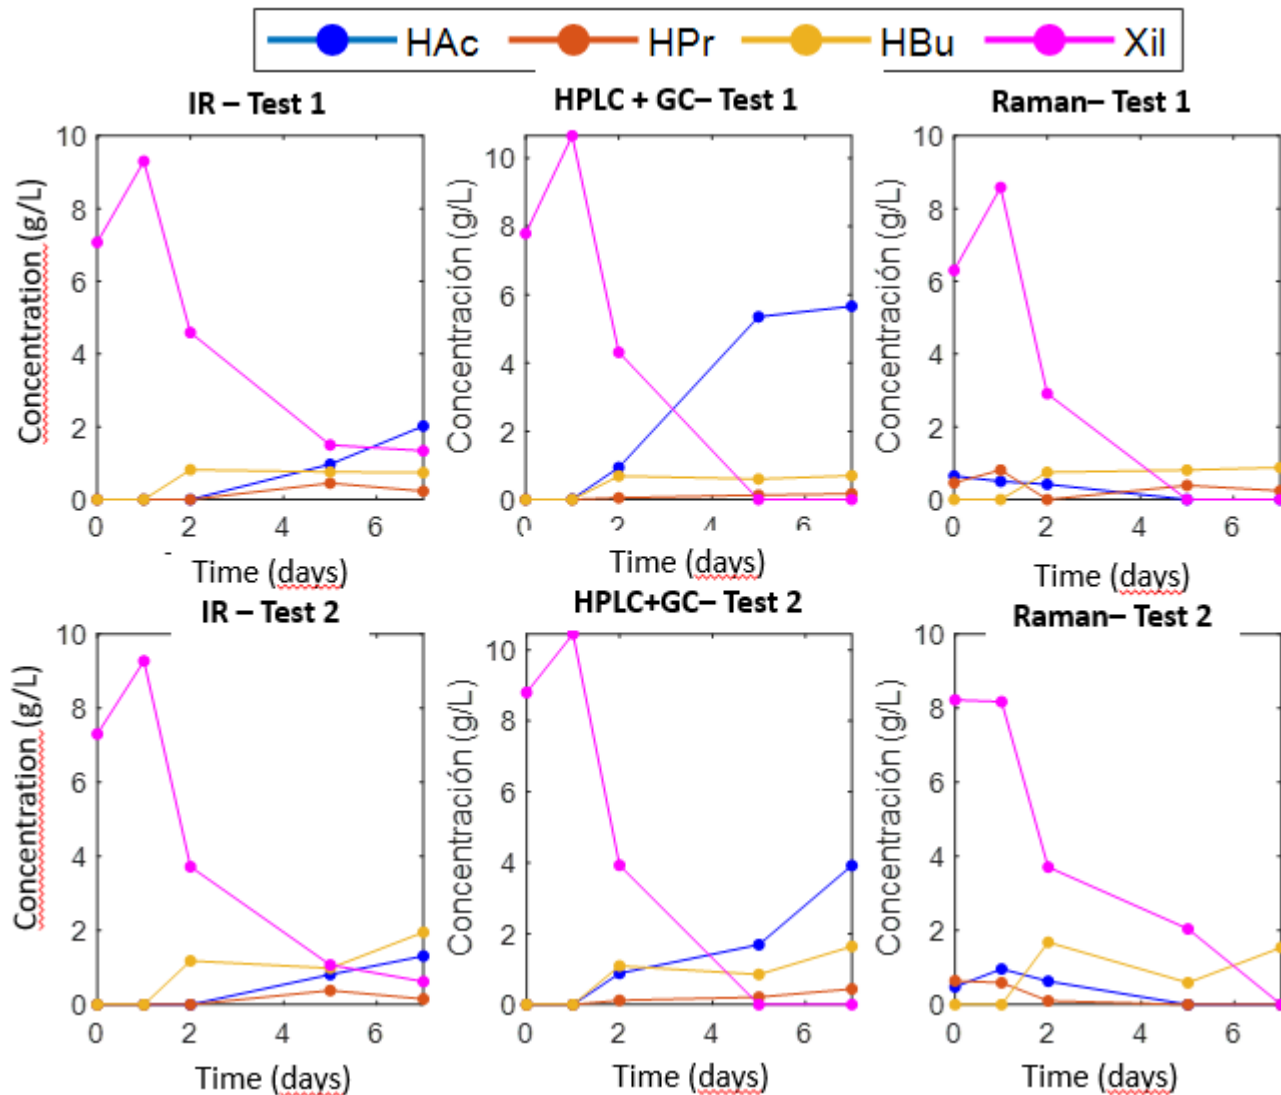 HAc HPr HBu Xil
IR – Test 1
HPLC + GC– Test 1
Raman– Test 1
Concentration (g/L)
10
8
6
4
2
0
0 2 4 6
Time (days)
Concentración (g/L)
10
8
6
4
2
0
0 2 4 6
Time (days)
10
8
6
4
2
0
0 2 4 6
Time (days)
IR – Test 2
HPLC+GC– Test 2
Raman– Test 2
Concentration (g/L)
10
8
6
4
2
0
0 2 4 6
Time (days)
Concentración (g/L)
10
8
6
4
2
0
0 2 4 6
Time (days)
Concentración (g/L)
10
8
6
4
2
0
0 2 4 6
Time (days)